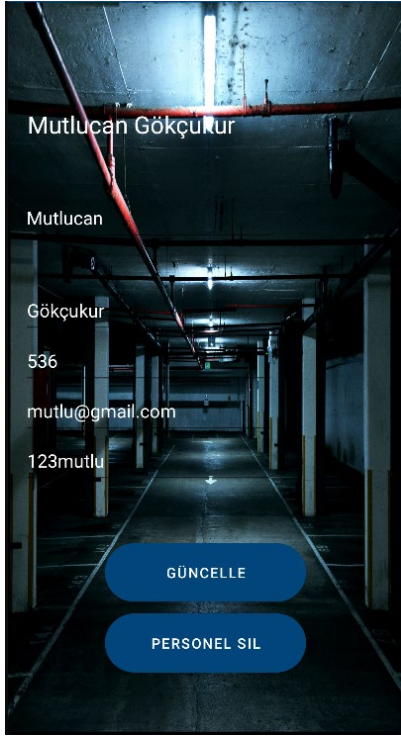 Mutlucan Gökçukur
Mutlucan
Gökçukur
536
mutlu@gmail.com
123mutlu
GÜNCELLE
PERSONEL SIL